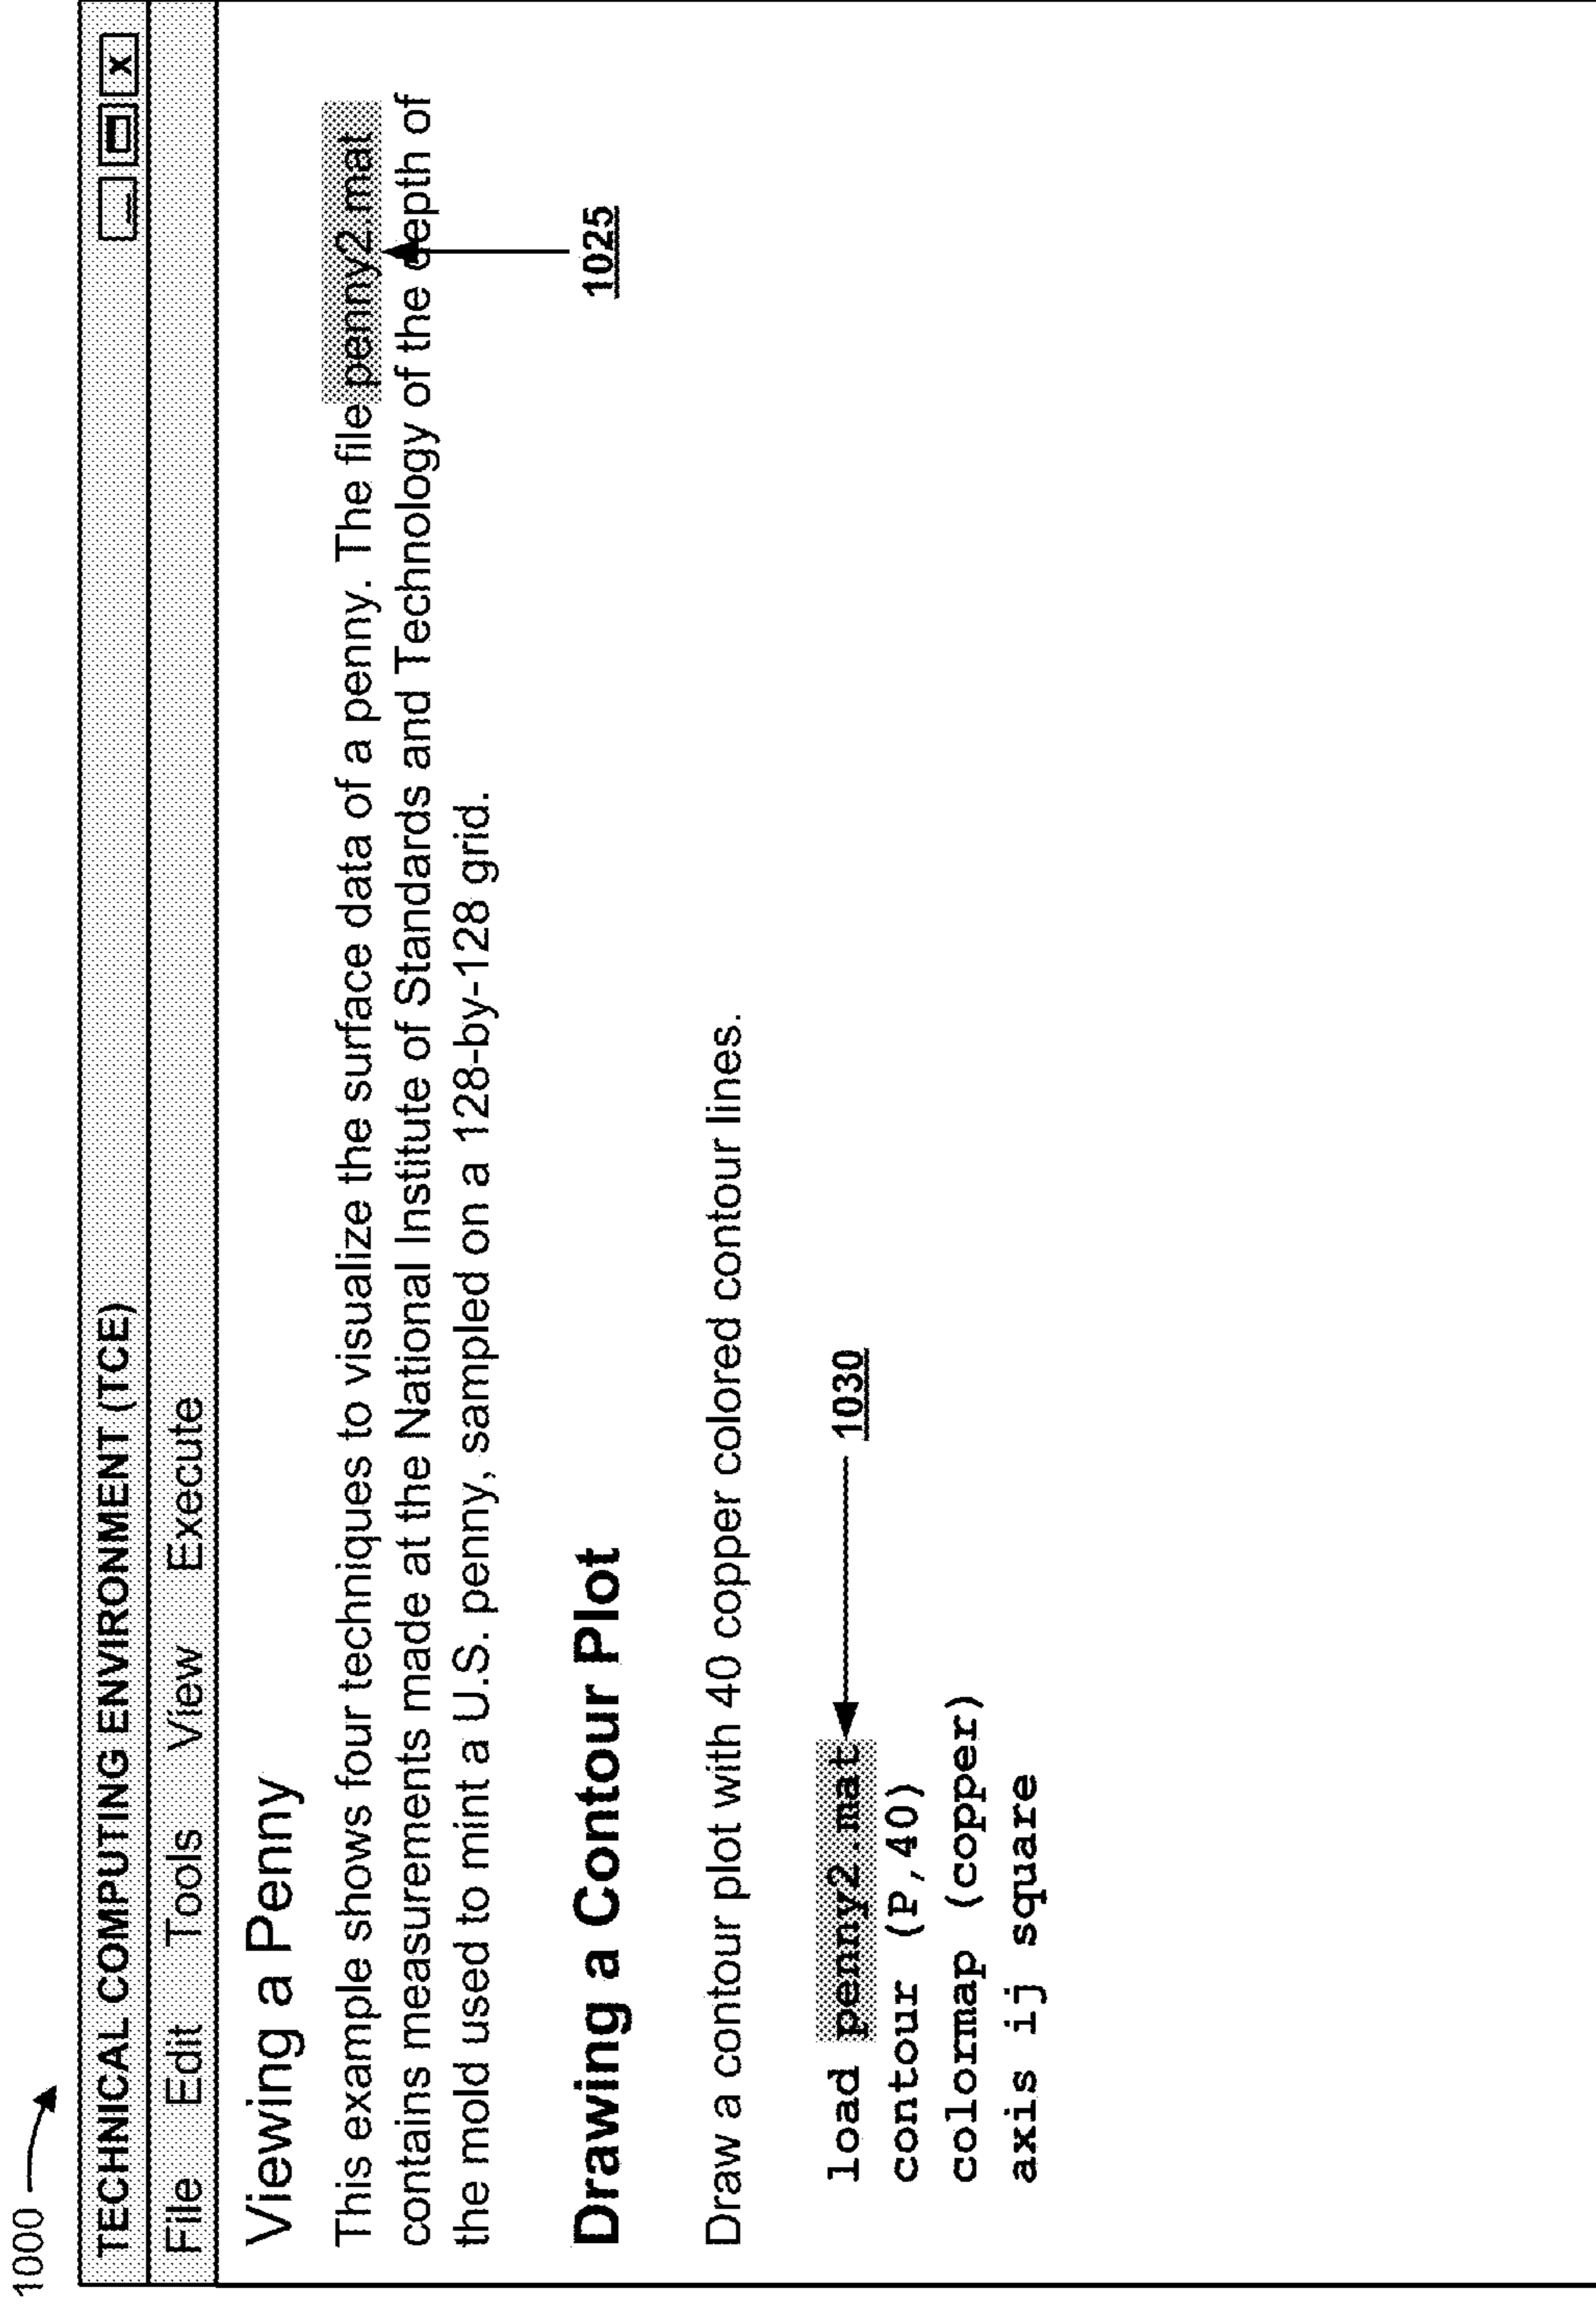 1000
TECHNICAL COMPUTING ENVIRONMENT (TCE) _ x
File Edit Tools View Execute
Viewing a Penny
This example shows four techniques to visualize the surface data of a penny. The file penny2.mat
contains measurements made at the National Institute of Standards and Technology of the depth of
the mold used to mint a U.S. penny, sampled on a 128-by-128 grid.
1025
Drawing a Contour Plot
Draw a contour plot with 40 copper colored contour lines.
load penny2.mat
1030
contour (P,40)
colormap (copper)
axis ij square